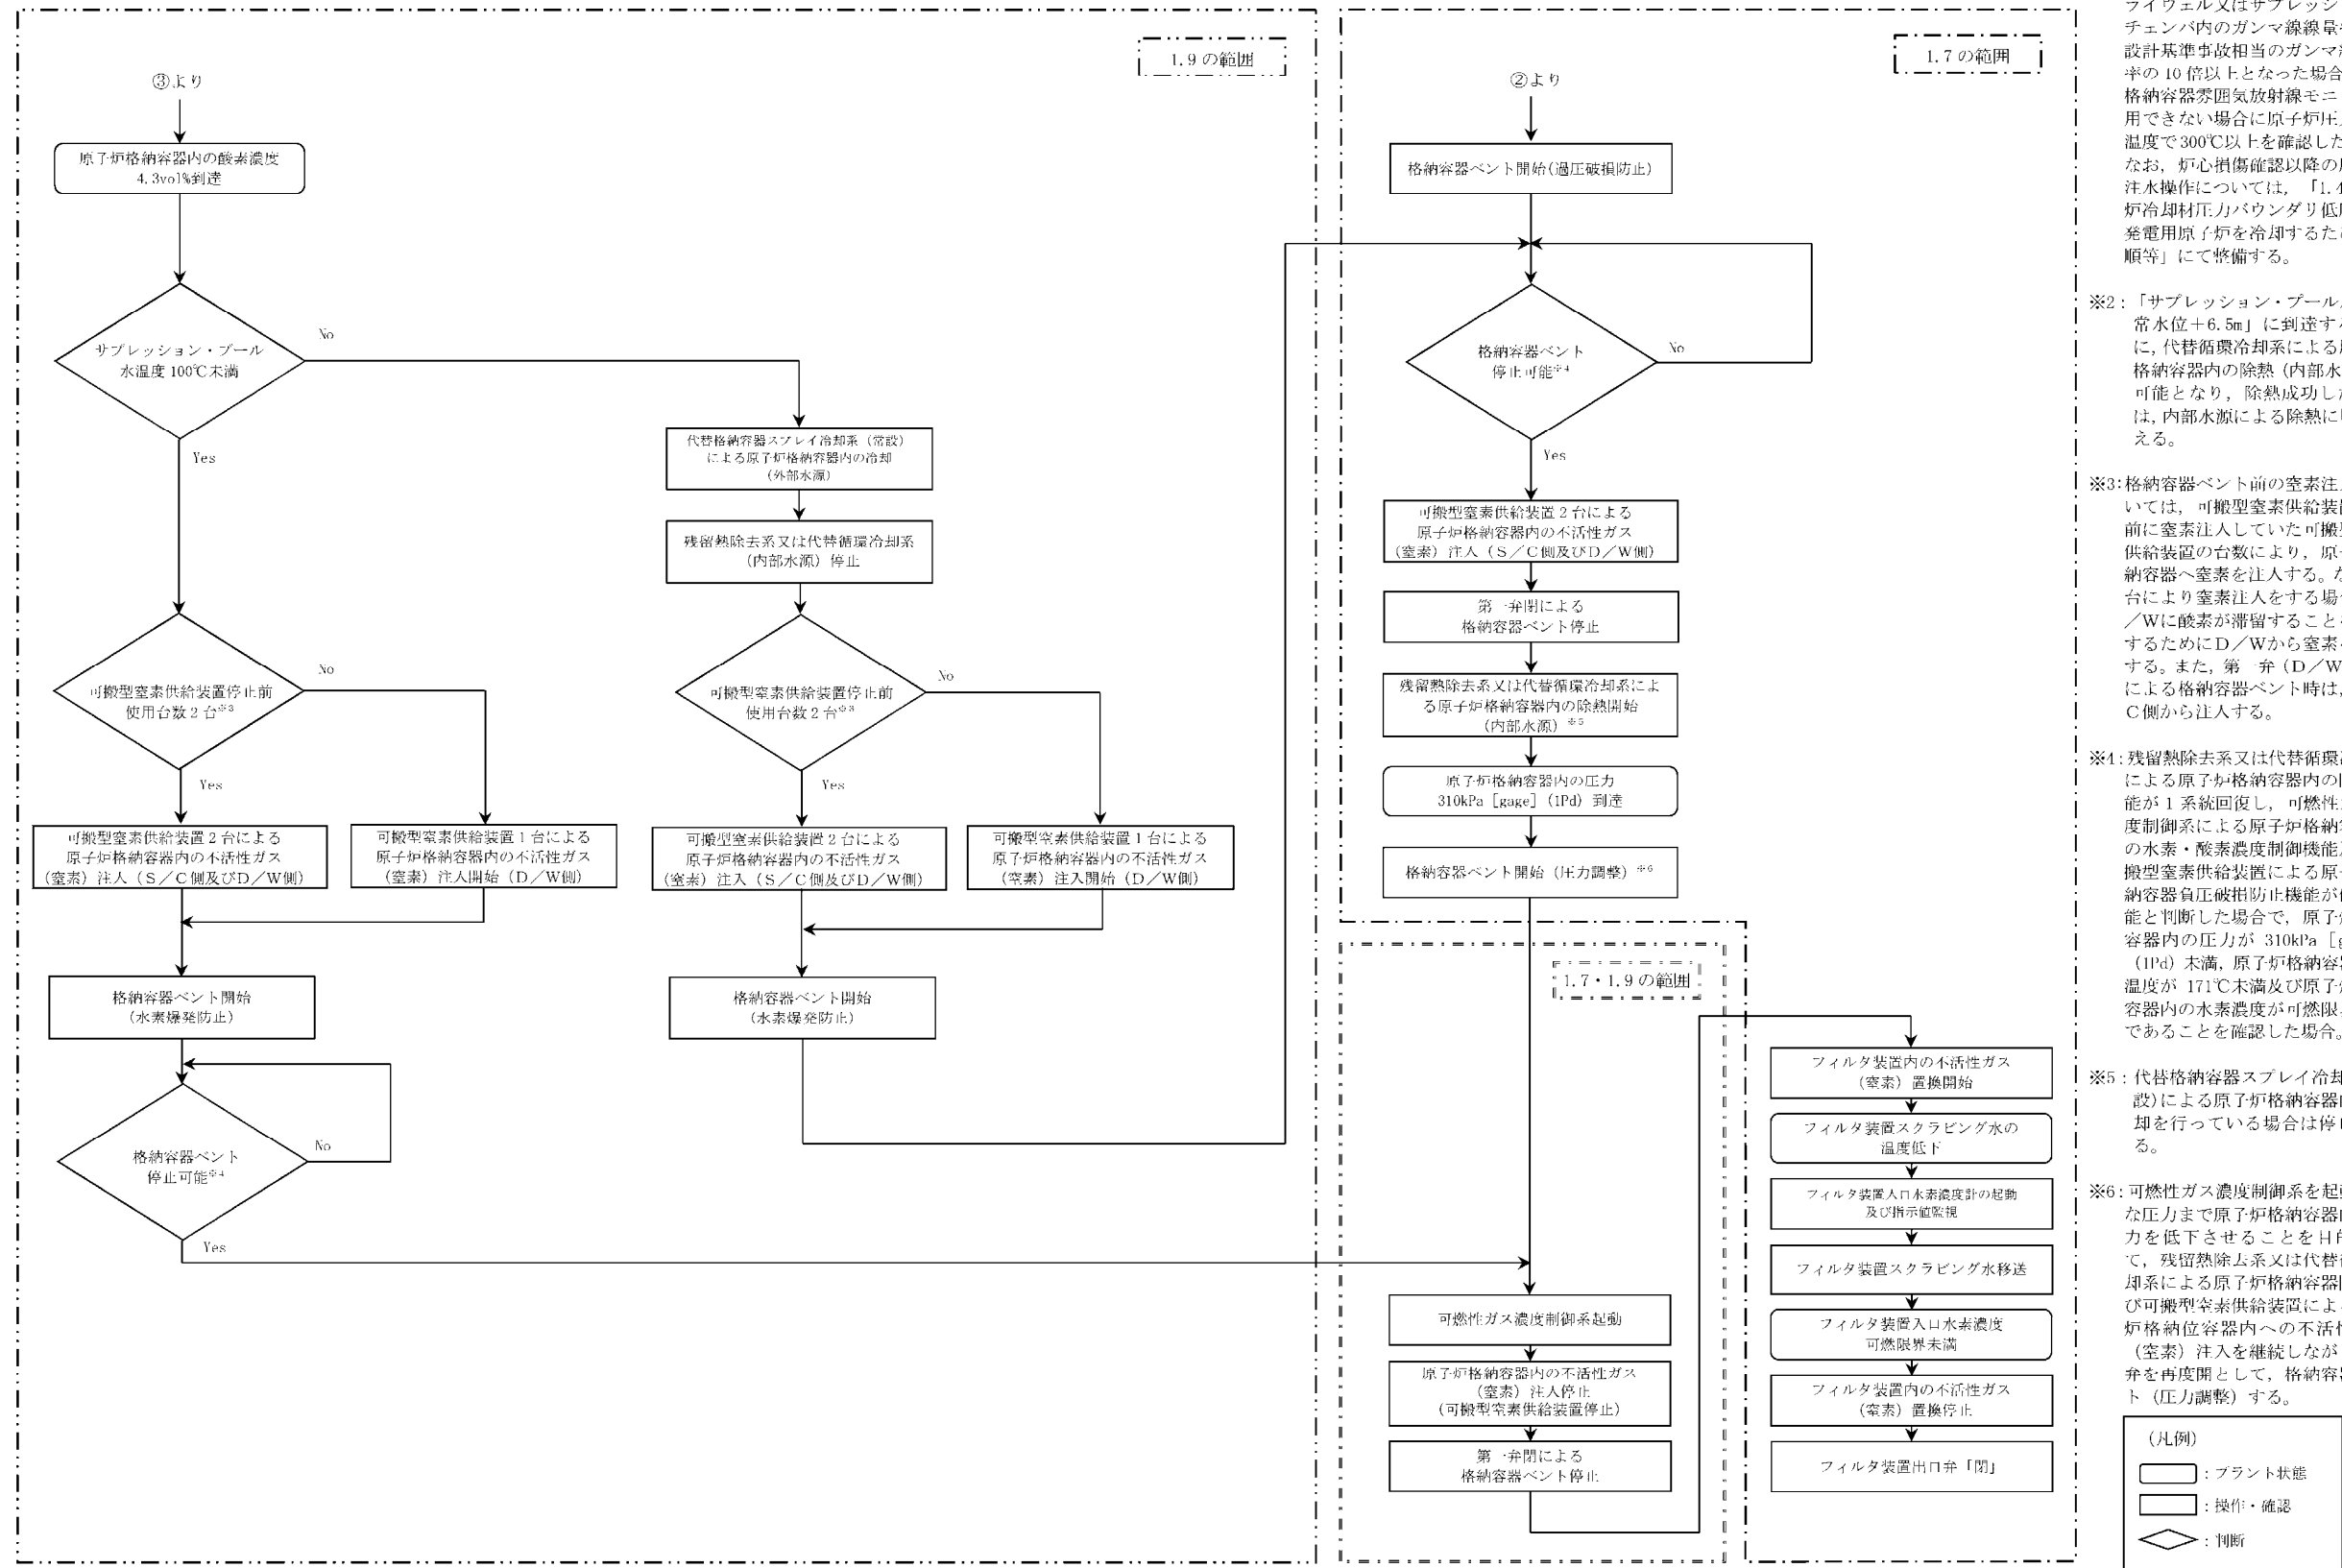 1.9 の範囲
③より
原子炉格納容器内の酸素濃度
4.3vol%到達
サプレッション・プール
水温度 100℃未満
No
Yes
代替格納容器スプレイ冷却系（常設）
による原子炉格納容器内の冷却
（外部水源）
残留熱除去系又は代替循環冷却系
（内部水源）停止
可搬型窒素供給装置停止前
使用台数 2 台※3
No
Yes
可搬型窒素供給装置停止前
使用台数 2 台※3
No
Yes
可搬型窒素供給装置 2 台による
原子炉格納容器内の不活性ガス
（窒素）注入（Ｓ／Ｃ側及びＤ／Ｗ側）
可搬型窒素供給装置 1 台による
原子炉格納容器内の不活性ガス
（窒素）注入開始（Ｄ／Ｗ側）
可搬型窒素供給装置 2 台による
原子炉格納容器内の不活性ガス
（窒素）注入（Ｓ／Ｃ側及びＤ／Ｗ側）
可搬型窒素供給装置 1 台による
原子炉格納容器内の不活性ガス
（窒素）注入開始（Ｄ／Ｗ側）
格納容器ベント開始
（水素爆発防止）
格納容器ベント開始
（水素爆発防止）
格納容器ベント
停止可能※4
No
Yes
1.7 の範囲
②より
格納容器ベント開始(過圧破損防止)
格納容器ベント
停止可能※4
No
Yes
可搬型窒素供給装置 2 台による
原子炉格納容器内の不活性ガス
（窒素）注入（Ｓ／Ｃ側及びＤ／Ｗ側）
第一弁閉による
格納容器ベント停止
残留熱除去系又は代替循環冷却系によ
る原子炉格納容器内の除熱開始
（内部水源）※5
原子炉格納容器内の圧力
310kPa［gage］(1Pd) 到達
格納容器ベント開始（圧力調整）※6
1.7・1.9 の範囲
可燃性ガス濃度制御系起動
原子炉格納容器内の不活性ガス
（窒素）注入停止
（可搬型窒素供給装置停止）
第一弁閉による
格納容器ベント停止
フィルタ装置内の不活性ガス
（窒素）置換開始
フィルタ装置スクラビング水の
温度低下
フィルタ装置入口水素濃度計の起動
及び指示値監視
フィルタ装置スクラビング水移送
フィルタ装置入口水素濃度
可燃限界未満
フィルタ装置内の不活性ガス
（窒素）置換停止
フィルタ装置出口弁「閉」
ライウェル又はサプレッシ
チェンバ内のガンマ線線量
設計基準事故相当のガンマ
率の 10 倍以上となった場合
格納容器雰囲気放射線モニ
用できない場合に原子炉圧
温度で300℃以上を確認した
なお，炉心損傷確認以降の
注水操作については，「1.4
炉冷却材圧力バウンダリ低
発電用原子炉を冷却するた
順等」にて整備する。
※2：「サプレッション・プール
常水位＋6.5m」に到達す
に，代替循環冷却系による
格納容器内の除熱（内部水
可能となり，除熱成功し
は，内部水源による除熱に
える。
※3：格納容器ベント前の窒素注
いては，可搬型窒素供給装
前に窒素注入していた可搬
供給装置の台数により，原
納容器へ窒素を注入する。な
台により窒素注入をする場
／Ｗに酸素が滞留すること
するためにＤ／Ｗから窒素
する。また，第一弁（Ｄ／Ｗ
による格納容器ベント時は，
Ｃ側から注入する。
※4：残留熱除去系又は代替循環
による原子炉格納容器内の
能が 1 系統回復し，可燃性
度制御系による原子炉格納
の水素・酸素濃度制御機能
搬型窒素供給装置による原
納容器負圧破損防止機能が
能と判断した場合で，原子
容器内の圧力が 310kPa［g
（1Pd）未満，原子炉格納容
温度が 171℃未満及び原子
容器内の水素濃度が可燃限
であることを確認した場合。
※5：代替格納容器スプレイ冷却
設)による原子炉格納容器
却を行っている場合は停
る。
※6：可燃性ガス濃度制御系を起
な圧力まで原子炉格納容器
力を低下させることを目
て，残留熱除去系又は代替
却系による原子炉格納容器
び可搬型窒素供給装置によ
炉格納位容器内への不活
（窒素）注入を継続しなが
弁を再度開として，格納容
ト（圧力調整）する。
（凡例）
：プラント状態
：操作・確認
：判断